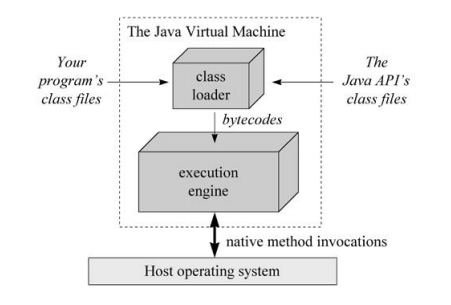 The Java Virtual Machine
Your
program's
class files
class
loader
The
Java API's
class files
bytecodes
execution
engine
native method invocations
Host operating system